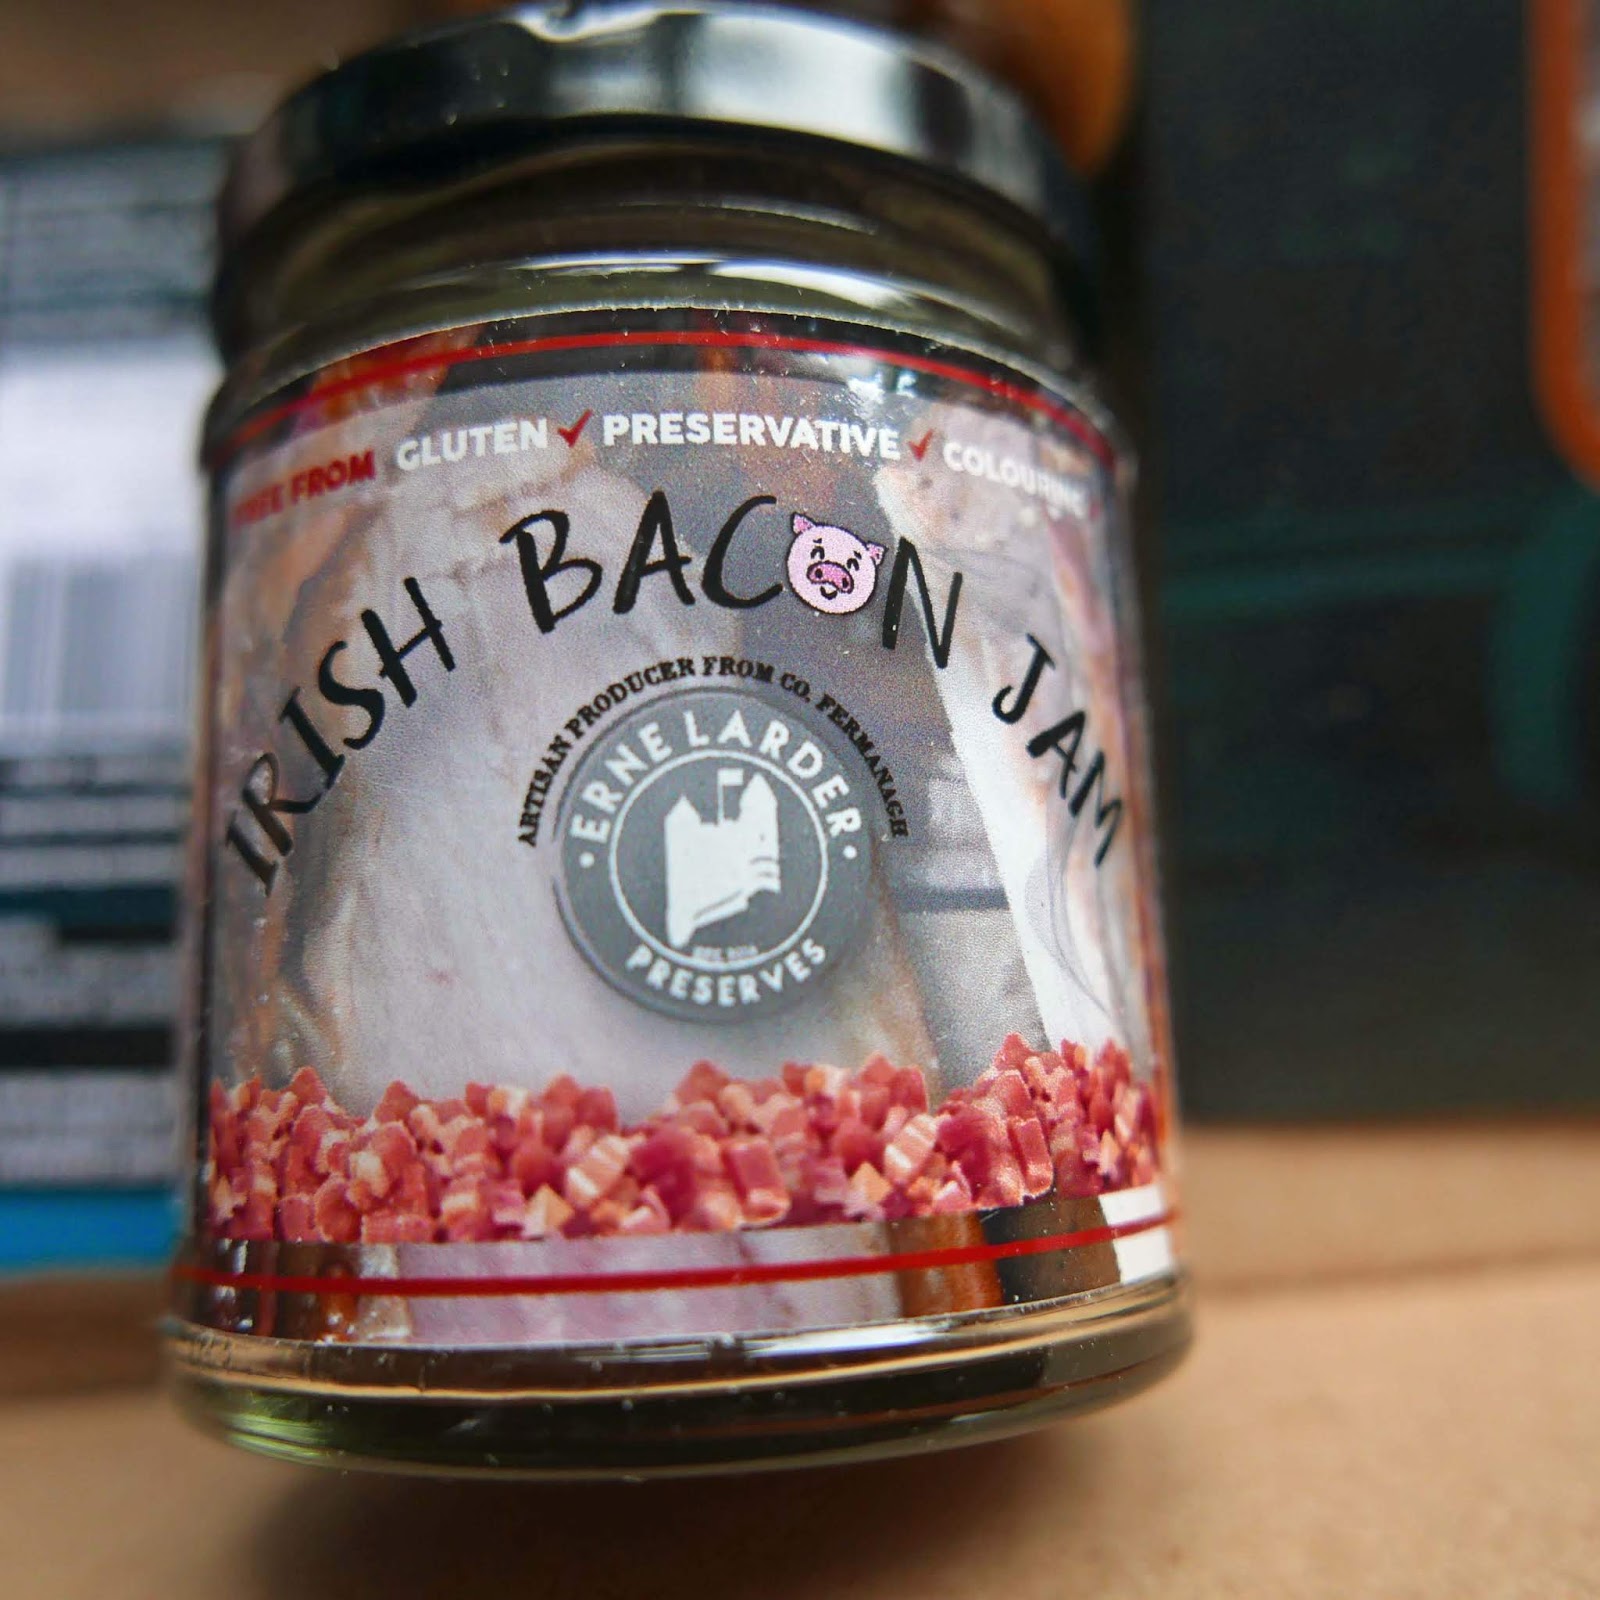 FREE FROM GLUTEN ✓ PRESERVATIVE ✓ COLOURING
IRISH BACON JAM
ARTISAN PRODUCER FROM CO. FERMANAGH
• ERNE LARDER •
PRESERVES